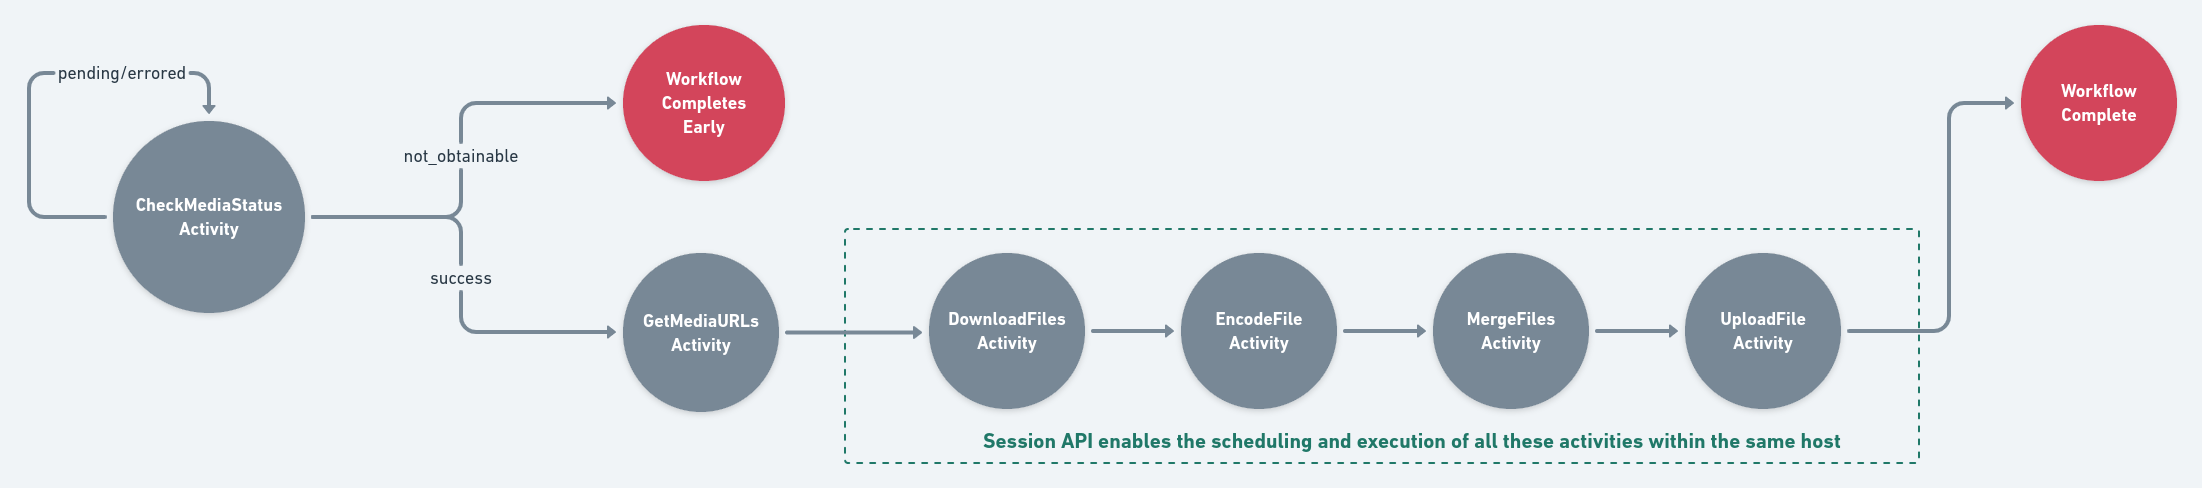 pending/errored
CheckMediaStatus
Activity
not_obtainable
success
Workflow
Completes
Early
GetMediaURLs
Activity
DownloadFiles
Activity
EncodeFile
Activity
MergeFiles
Activity
UploadFile
Activity
Session API enables the scheduling and execution of all these activities within the same host
Workflow
Complete